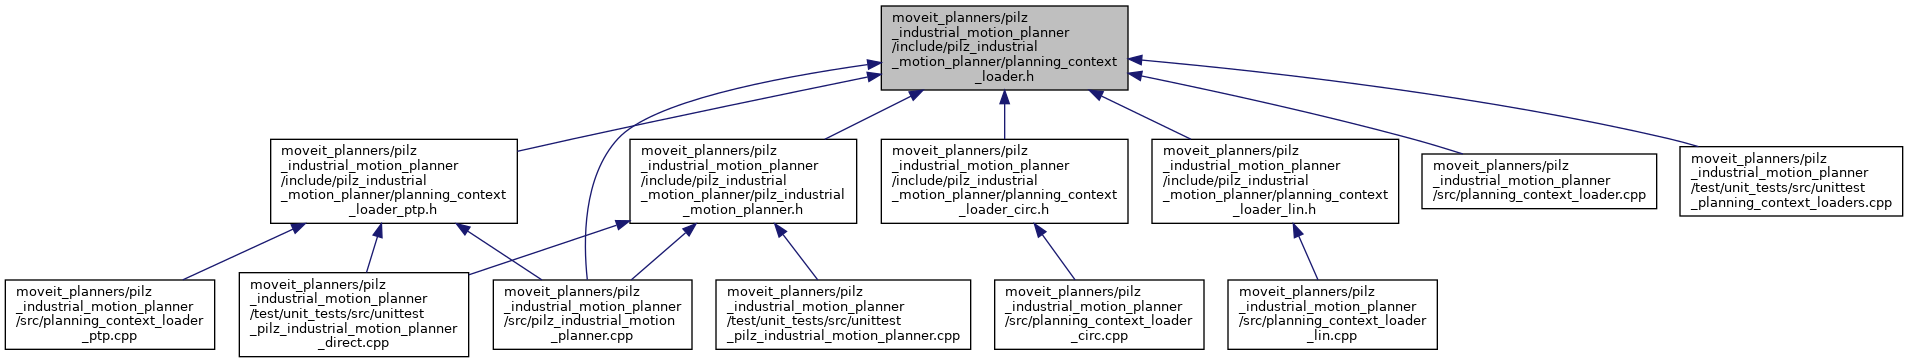 moveit_planners/pilz
_industrial_motion_planner
/include/pilz_industrial
_motion_planner/planning_context
_loader.h
moveit_planners/pilz
_industrial_motion_planner
/include/pilz_industrial
_motion_planner/planning_context
_loader_ptp.h
moveit_planners/pilz
_industrial_motion_planner
/include/pilz_industrial
_motion_planner/pilz_industrial
_motion_planner.h
moveit_planners/pilz
_industrial_motion_planner
/include/pilz_industrial
_motion_planner/planning_context
_loader_circ.h
moveit_planners/pilz
_industrial_motion_planner
/include/pilz_industrial
_motion_planner/planning_context
_loader_lin.h
moveit_planners/pilz
_industrial_motion_planner
/src/planning_context_loader.cpp
moveit_planners/pilz
_industrial_motion_planner
/test/unit_tests/src/unittest
_planning_context_loaders.cpp
moveit_planners/pilz
_industrial_motion_planner
/src/planning_context_loader
_ptp.cpp
moveit_planners/pilz
_industrial_motion_planner
/test/unit_tests/src/unittest
_pilz_industrial_motion_planner
_direct.cpp
moveit_planners/pilz
_industrial_motion_planner
/src/pilz_industrial_motion
_planner.cpp
moveit_planners/pilz
_industrial_motion_planner
/test/unit_tests/src/unittest
_pilz_industrial_motion_planner.cpp
moveit_planners/pilz
_industrial_motion_planner
/src/planning_context_loader
_circ.cpp
moveit_planners/pilz
_industrial_motion_planner
/src/planning_context_loader
_lin.cpp